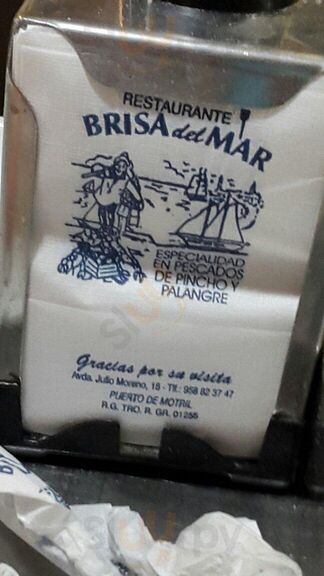 RESTAURANTE
BRISA del MAR
ESPECIALIDAD
EN PESCADOS
DE PINCHO Y
PALANGRE
Gracias por su visita
Avda. Julio Moreno, 18 - Tlf.: 958 82 37 47
PUERTO DE MOTRIL
R.G. TRO. R. GR. 01255